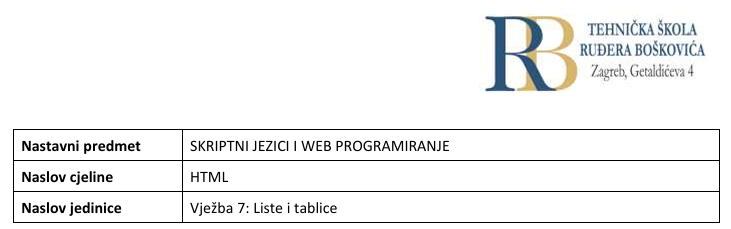 RB
TEHNIČKA ŠKOLA
RUĐERA BOŠKOVIĆA
Zagreb, Getaldićeva 4
Nastavni predmet SKRIPTNI JEZICI I WEB PROGRAMIRANJE
Naslov cjeline HTML
Naslov jedinice Vježba 7: Liste i tablice